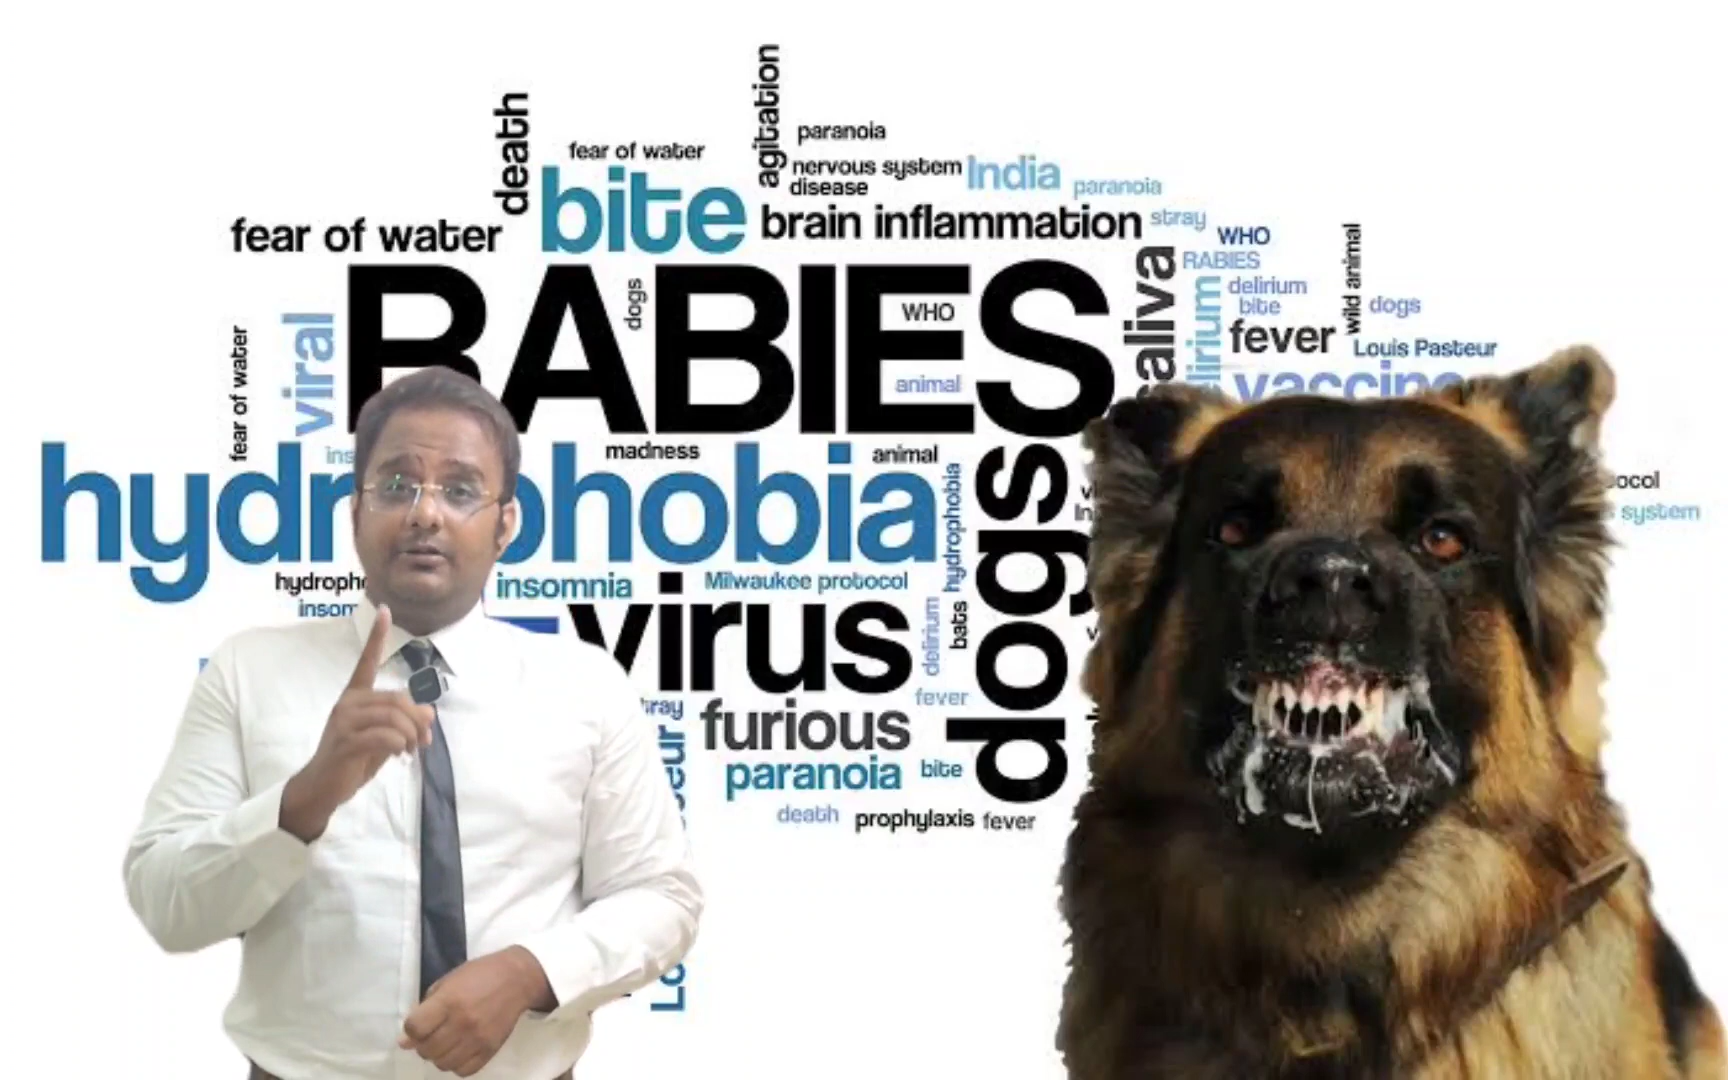 agitation
death
paranoia
fear of water
nervous system
India
disease
paranoia
bite
fear of water
brain inflammation
stray
WHO
RABIES
saliva
delirium
delirium
bite
wild animal
dogs
fever
Louis Pasteur
vaccine
RABIES
dogs
WHO
animal
viral
fear of water
madness
animal
hydrophobia
hydrophobia
dogs
system
insomnia
Milwaukee protocol
virus
delirium
bats
fever
furious
paranoia
bite
death
prophylaxis
fever